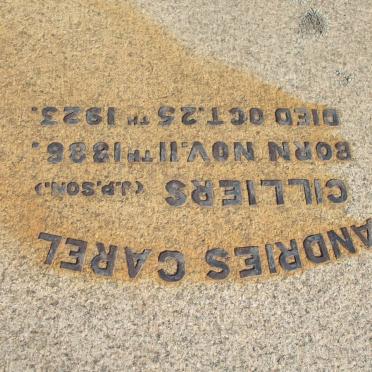 ANDRIES CAREL
CILLIERS (J.P.SON.)
BORN NOV.11TH 1886.
DIED OCT.25TH 1923.